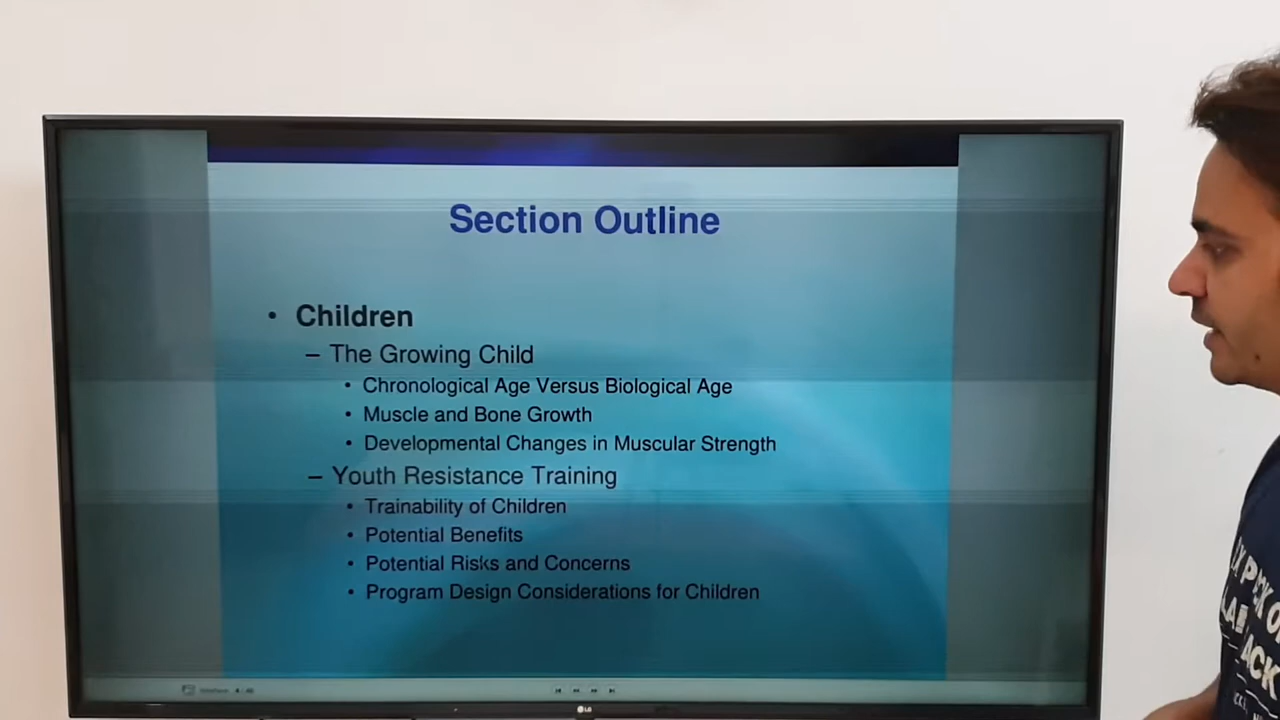 Section Outline
• Children
– The Growing Child
• Chronological Age Versus Biological Age
• Muscle and Bone Growth
• Developmental Changes in Muscular Strength
– Youth Resistance Training
• Trainability of Children
• Potential Benefits
• Potential Risks and Concerns
• Program Design Considerations for Children
LG